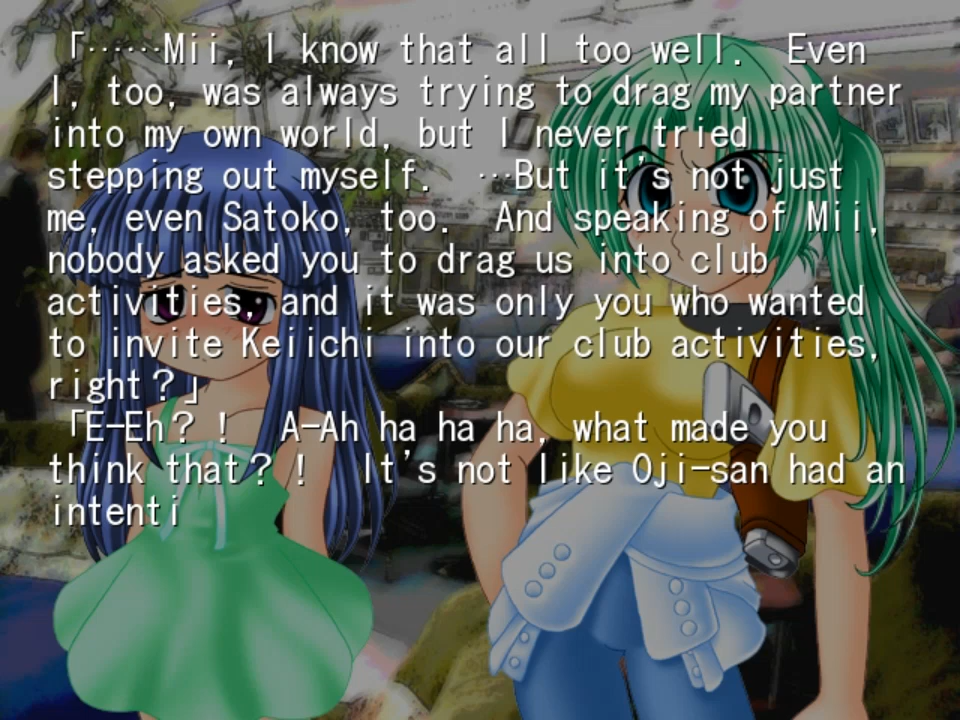 「……Mii, I know that all too well.  Even
I, too, was always trying to drag my partner
into my own world, but I never tried
stepping out myself.  …But it's not just
me, even Satoko, too.  And speaking of Mii,
nobody asked you to drag us into club
activities, and it was only you who wanted
to invite Keiichi into our club activities,
right？」
「E-Eh？！  A-Ah ha ha ha, what made you
think that？！  It's not like Oji-san had an
intenti